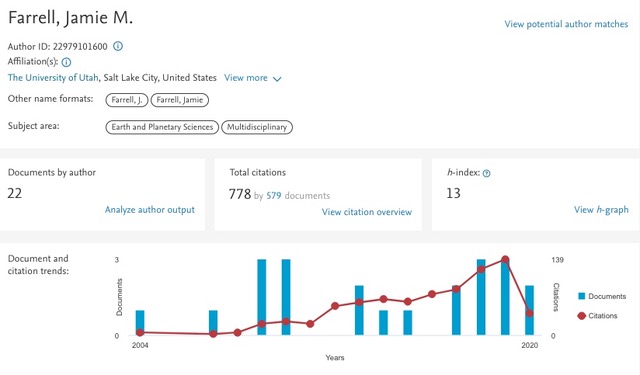 Farrell, Jamie M.
View potential author matches
Author ID: 22979101600
Affiliation(s):
The University of Utah, Salt Lake City, United States View more
Other name formats: Farrell, J. Farrell, Jamie
Subject area: Earth and Planetary Sciences Multidisciplinary
Documents by author
22
Analyze author output
Total citations
778 by 579 documents
View citation overview
h-index:
13
View h-graph
Document and
citation trends:
3
0
Documents
2004
2020
Years
139
0
Citations
Documents
Citations